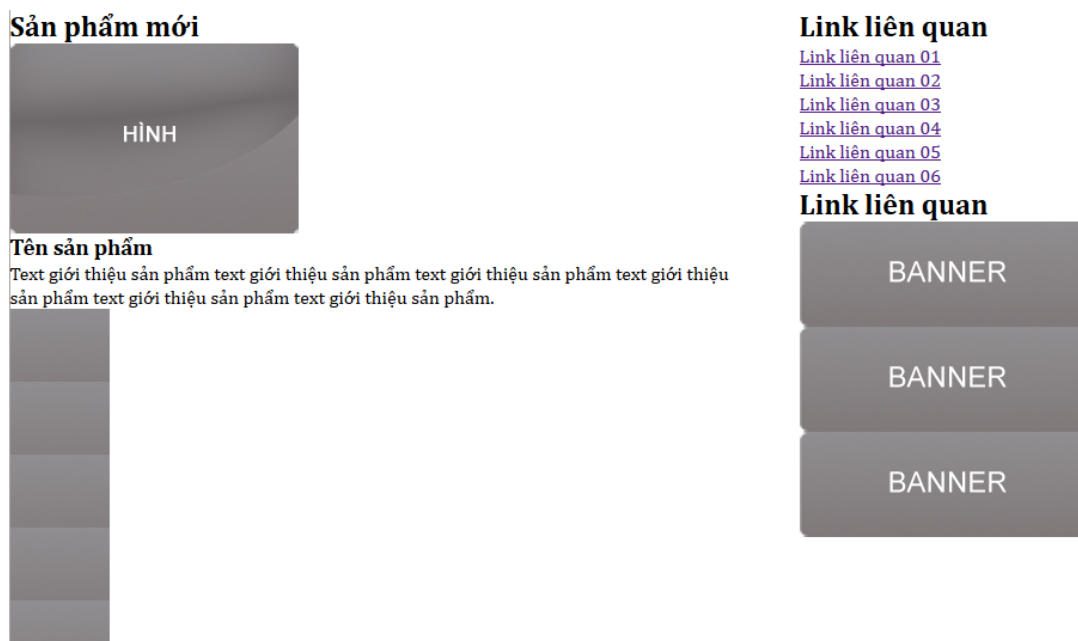 Sản phẩm mới
HÌNH
Tên sản phẩm
Text giới thiệu sản phẩm text giới thiệu sản phẩm text giới thiệu sản phẩm text giới thiệu
sản phẩm text giới thiệu sản phẩm text giới thiệu sản phẩm.
Link liên quan
Link liên quan 01
Link liên quan 02
Link liên quan 03
Link liên quan 04
Link liên quan 05
Link liên quan 06
Link liên quan
BANNER
BANNER
BANNER